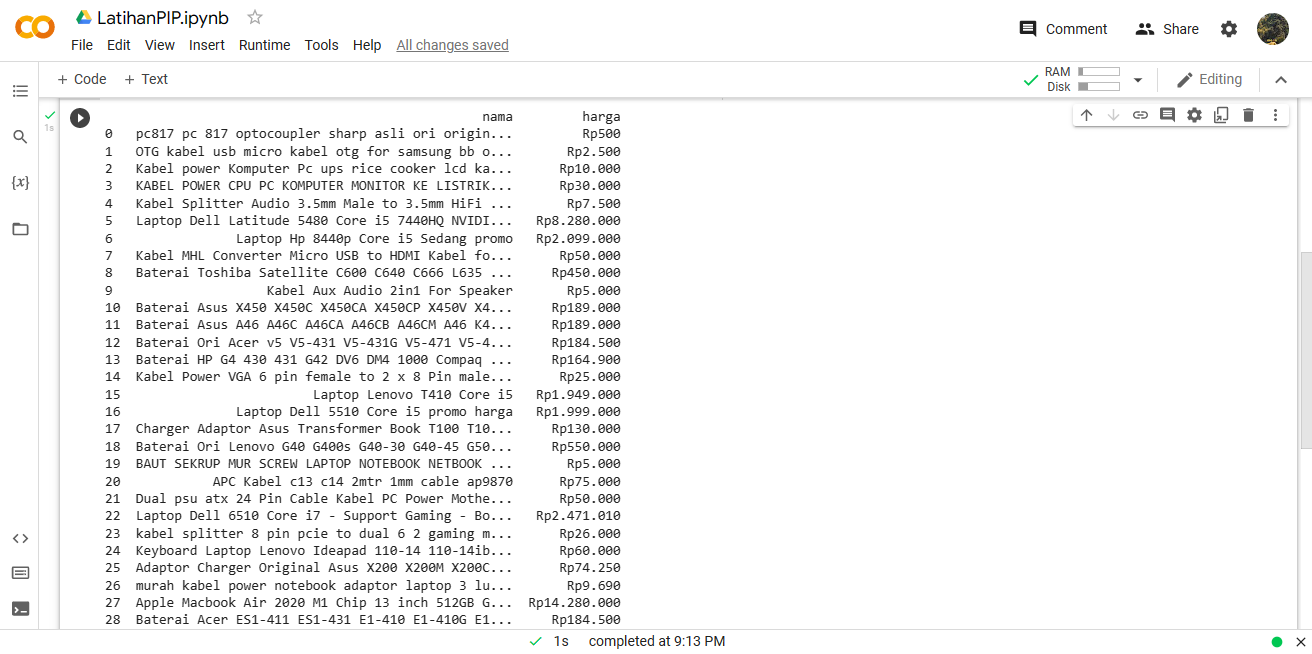 LatihanPIP.ipynb
Comment Share
File Edit View Insert Runtime Tools Help All changes saved
+ Code + Text
RAM
Disk
Editing
{x}
1s
nama harga
0 pc817 pc 817 optocoupler sharp asli ori origin... Rp500
1 OTG kabel usb micro kabel otg for samsung bb o... Rp2.500
2 Kabel power Komputer Pc ups rice cooker lcd ka... Rp10.000
3 KABEL POWER CPU PC KOMPUTER MONITOR KE LISTRIK... Rp30.000
4 Kabel Splitter Audio 3.5mm Male to 3.5mm HiFi ... Rp7.500
5 Laptop Dell Latitude 5480 Core i5 7440HQ NVIDI... Rp8.280.000
6 Laptop Hp 8440p Core i5 Sedang promo Rp2.099.000
7 Kabel MHL Converter Micro USB to HDMI Kabel fo... Rp50.000
8 Baterai Toshiba Satellite C600 C640 C666 L635 ... Rp450.000
9 Kabel Aux Audio 2in1 For Speaker Rp5.000
10 Baterai Asus X450 X450C X450CA X450CP X450V X4... Rp189.000
11 Baterai Asus A46 A46C A46CA A46CB A46CM A46 K4... Rp189.000
12 Baterai Ori Acer v5 V5-431 V5-431G V5-471 V5-4... Rp184.500
13 Baterai HP G4 430 431 G42 DV6 DM4 1000 Compaq ... Rp164.900
14 Kabel Power VGA 6 pin female to 2 x 8 Pin male... Rp25.000
15 Laptop Lenovo T410 Core i5 Rp1.949.000
16 Laptop Dell 5510 Core i5 promo harga Rp1.999.000
17 Charger Adaptor Asus Transformer Book T100 T10... Rp130.000
18 Baterai Ori Lenovo G40 G400s G40-30 G40-45 G50... Rp550.000
19 BAUT SEKRUP MUR SCREW LAPTOP NOTEBOOK NETBOOK ... Rp5.000
20 APC Kabel c13 c14 2mtr 1mm cable ap9870 Rp75.000
21 Dual psu atx 24 Pin Cable Kabel PC Power Mothe... Rp50.000
22 Laptop Dell 6510 Core i7 - Support Gaming - Bo... Rp2.471.010
23 kabel splitter 8 pin pcie to dual 6 2 gaming m... Rp26.000
24 Keyboard Laptop Lenovo Ideapad 110-14 110-14ib... Rp60.000
25 Adaptor Charger Original Asus X200 X200M X200C... Rp74.250
26 murah kabel power notebook adaptor laptop 3 lu... Rp9.690
27 Apple Macbook Air 2020 M1 Chip 13 inch 512GB G... Rp14.280.000
28 Baterai Acer ES1-411 ES1-431 E1-410 E1-410G E1... Rp184.500
1s completed at 9:13 PM